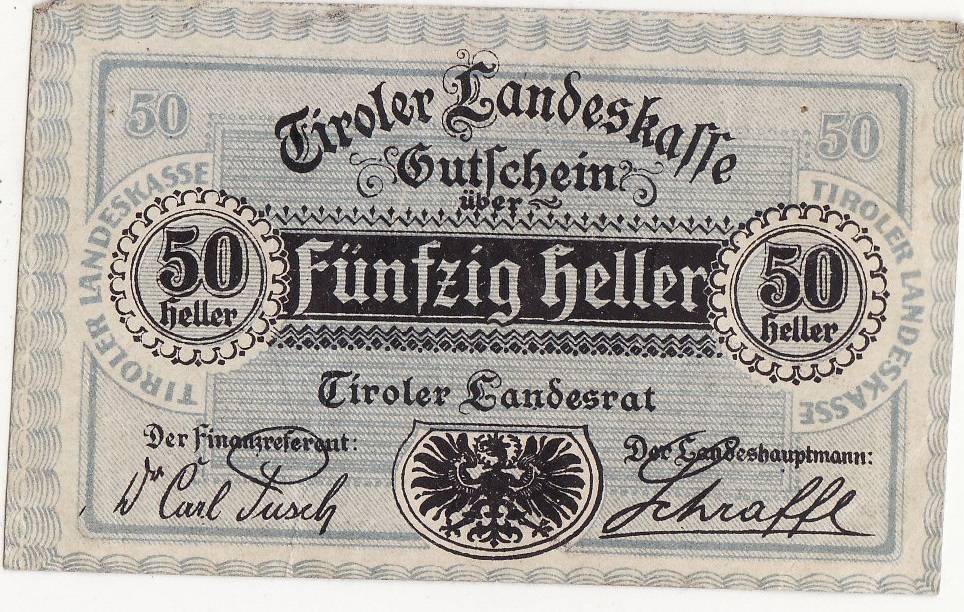 50
50
Tiroler Landeskaſſe
Gutſchein
über
TIROLER LANDESKASSE
TIROLER LANDESKASSE
50
Heller
Fünfzig Heller
50
Heller
Tiroler Landesrat
Der Finanzreferent:
Der Landeshauptmann:
Dr Carl Pusch
Schraffl